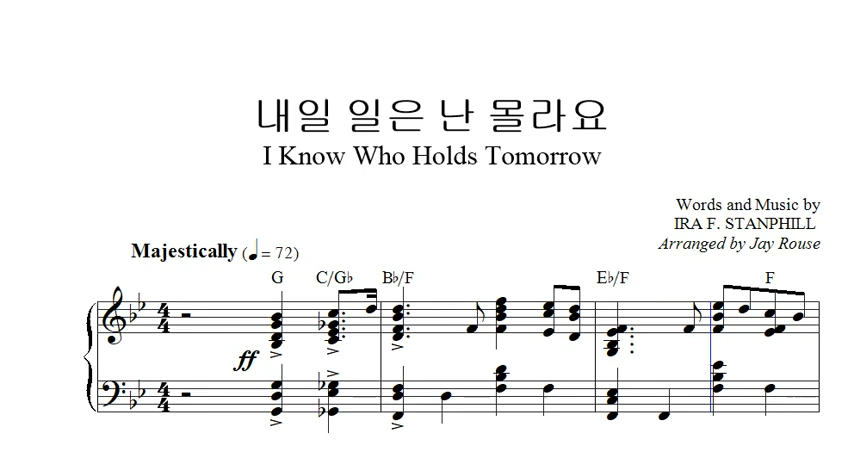 내일 일은 난 몰라요
I Know Who Holds Tomorrow
Words and Music by
IRA F. STANPHILL
Arranged by Jay Rouse
Majestically (♩ = 72)
G C/G♭ B♭/F E♭/F F
ff